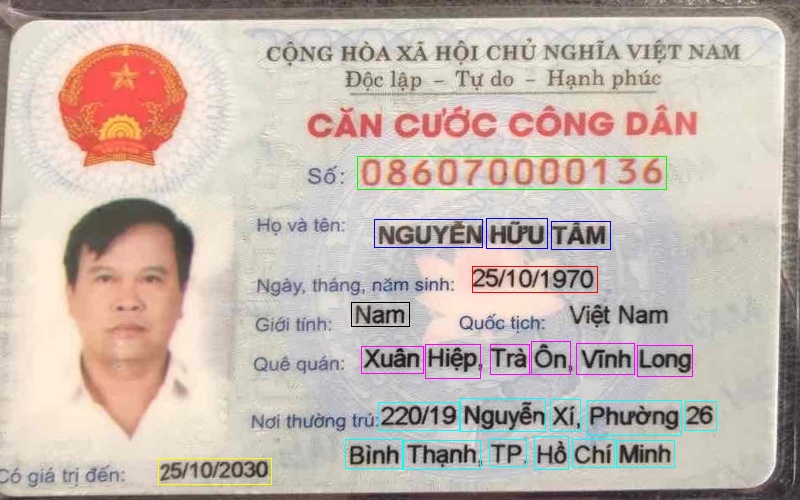 CỘNG HÒA XÃ HỘI CHỦ NGHĨA VIỆT NAM
Độc lập - Tự do - Hạnh phúc
CĂN CƯỚC CÔNG DÂN
Số: 086070000136
Họ và tên: NGUYỄN HỮU TÂM
Ngày, tháng, năm sinh: 25/10/1970
Giới tính: Nam Quốc tịch: Việt Nam
Quê quán: Xuân Hiệp, Trà Ôn, Vĩnh Long
Nơi thường trú: 220/19 Nguyễn Xí, Phường 26
Bình Thạnh, TP. Hồ Chí Minh
Có giá trị đến: 25/10/2030